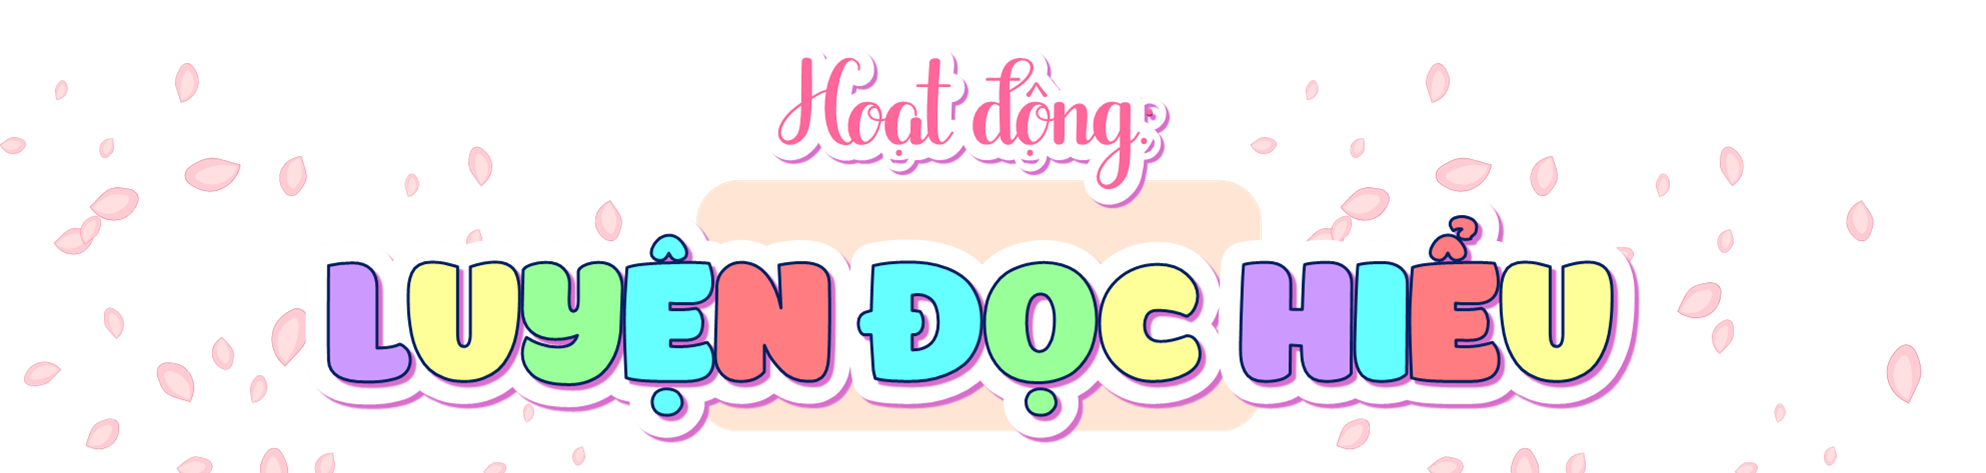 Hoạt động:
LUYỆN ĐỌC HIỂU